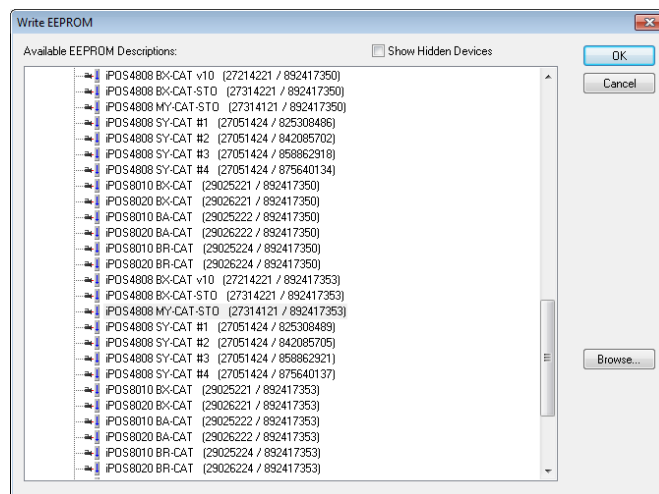 Write EEPROM
Available EEPROM Descriptions:
Show Hidden Devices
OK
Cancel
iPOS4808 BX-CAT v10 (27214221 / 892417350)
iPOS4808 BX-CAT-STO (27314221 / 892417350)
iPOS4808 MY-CAT-STO (27314121 / 892417350)
iPOS4808 SY-CAT #1 (27051424 / 825308486)
iPOS4808 SY-CAT #2 (27051424 / 842085702)
iPOS4808 SY-CAT #3 (27051424 / 858862918)
iPOS4808 SY-CAT #4 (27051424 / 875640134)
iPOS8010 BX-CAT (29025221 / 892417350)
iPOS8020 BX-CAT (29026221 / 892417350)
iPOS8010 BA-CAT (29025222 / 892417350)
iPOS8020 BA-CAT (29026222 / 892417350)
iPOS8010 BR-CAT (29025224 / 892417350)
iPOS8020 BR-CAT (29026224 / 892417350)
iPOS4808 BX-CAT v10 (27214221 / 892417353)
iPOS4808 BX-CAT-STO (27314221 / 892417353)
iPOS4808 MY-CAT-STO (27314121 / 892417353)
iPOS4808 SY-CAT #1 (27051424 / 825308489)
iPOS4808 SY-CAT #2 (27051424 / 842085705)
iPOS4808 SY-CAT #3 (27051424 / 858862921)
iPOS4808 SY-CAT #4 (27051424 / 875640137)
Browse...
iPOS8010 BX-CAT (29025221 / 892417353)
iPOS8020 BX-CAT (29026221 / 892417353)
iPOS8010 BA-CAT (29025222 / 892417353)
iPOS8020 BA-CAT (29026222 / 892417353)
iPOS8010 BR-CAT (29025224 / 892417353)
iPOS8020 BR-CAT (29026224 / 892417353)